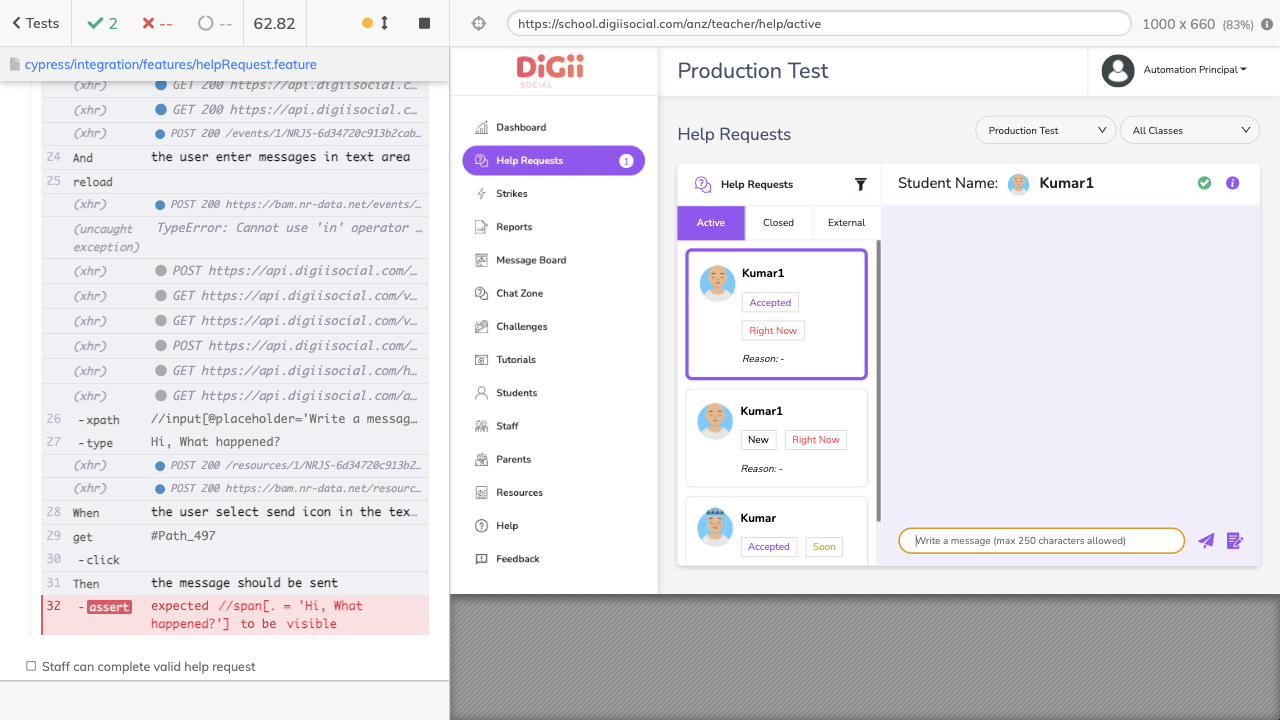 Tests
2
--
--
62.82
cypress/integration/features/helpRequest.feature
(xhr) GET 200 https://api.digiisocial.c…
(xhr) GET 200 https://api.digiisocial.c…
(xhr) POST 200 /events/1/NRJS-6d34720c913b2cab…
24 And the user enter messages in text area
25 reload
(xhr) POST 200 https://bam.nr-data.net/events/…
(uncaught exception) TypeError: Cannot use 'in' operator …
(xhr) POST https://api.digiisocial.com/…
(xhr) GET https://api.digiisocial.com/v…
(xhr) GET https://api.digiisocial.com/v…
(xhr) POST https://api.digiisocial.com/…
(xhr) GET https://api.digiisocial.com/h…
(xhr) GET https://api.digiisocial.com/a…
26 -xpath //input[@placeholder='Write a messag…
27 -type Hi, What happened?
(xhr) POST 200 /resources/1/NRJS-6d34720c913b2…
(xhr) POST 200 https://bam.nr-data.net/resourc…
28 When the user select send icon in the tex…
29 get #Path_497
30 -click
31 Then the message should be sent
32 -assert expected //span[. = 'Hi, What
happened?'] to be visible
Staff can complete valid help request
https://school.digiisocial.com/anz/teacher/help/active
1000 x 660 (83%)
DiGii
SOCIAL
Production Test
Automation Principal
Dashboard
Help Requests 1
Strikes
Reports
Message Board
Chat Zone
Challenges
Tutorials
Students
Staff
Parents
Resources
Help
Feedback
Help Requests
Production Test
All Classes
Help Requests
Active
Closed
External
Kumar1
Accepted
Right Now
Reason: -
Kumar1
New
Right Now
Reason: -
Kumar
Accepted
Soon
Student Name: Kumar1
Write a message (max 250 characters allowed)